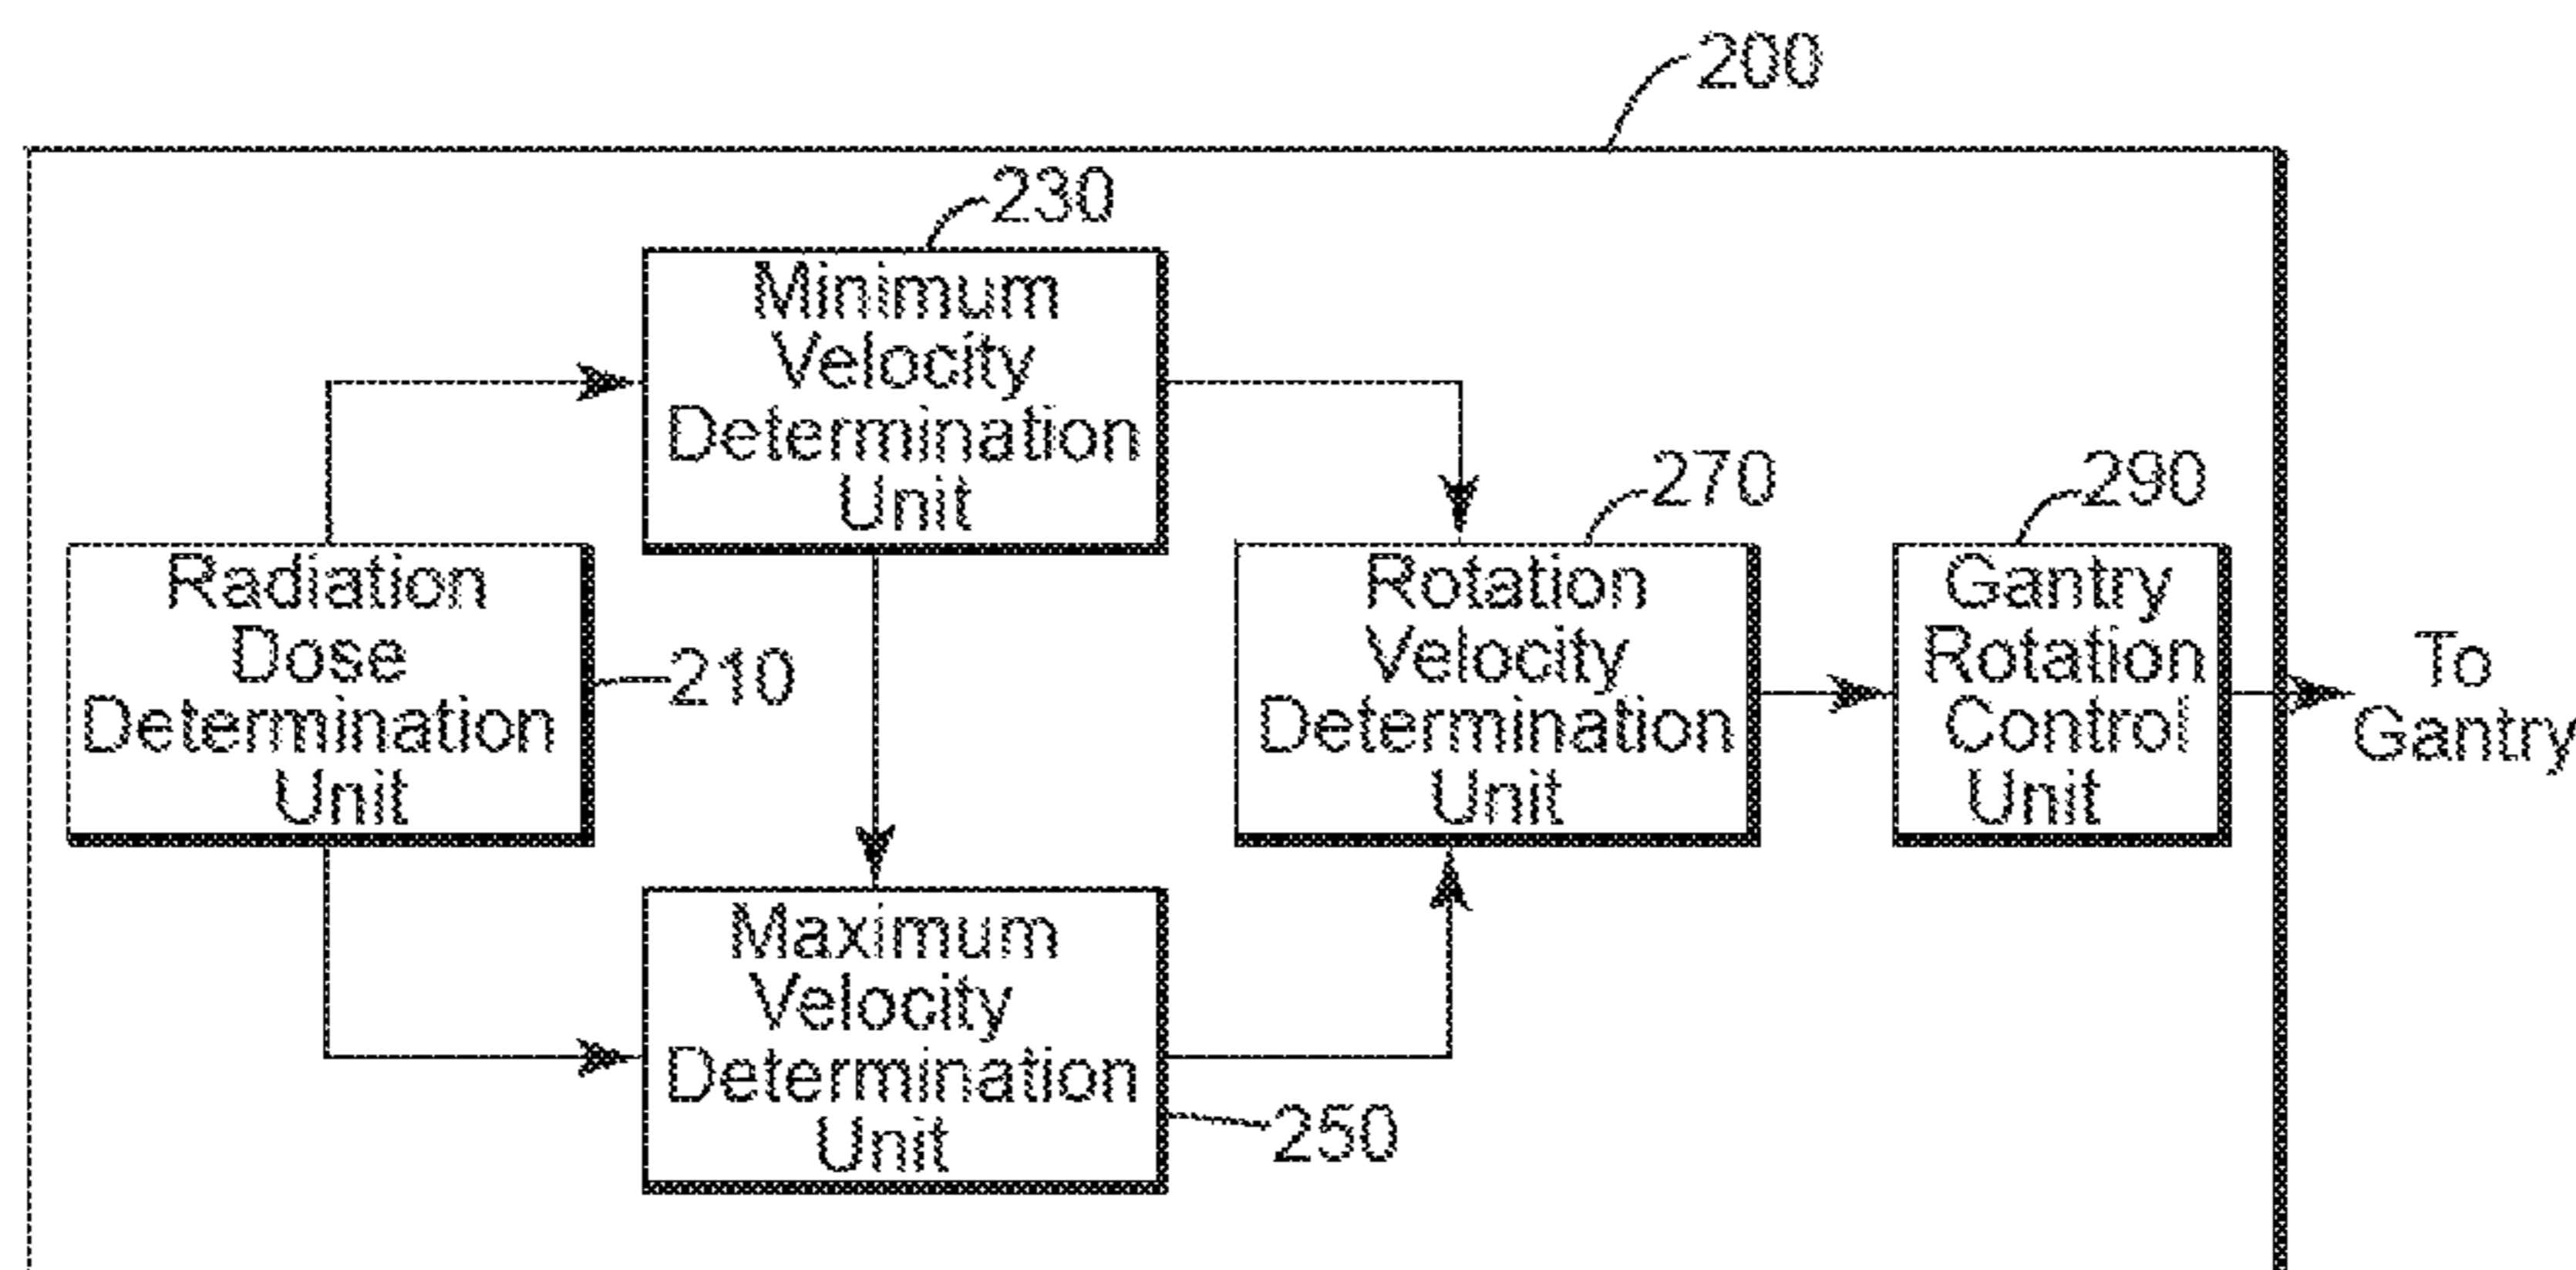 200
230
Minimum
Velocity
Determination
Unit
Radiation
Dose
Determination
Unit
210
270
Rotation
Velocity
Determination
Unit
290
Gantry
Rotation
Control
Unit
To
Gantry
Maximum
Velocity
Determination
Unit
250